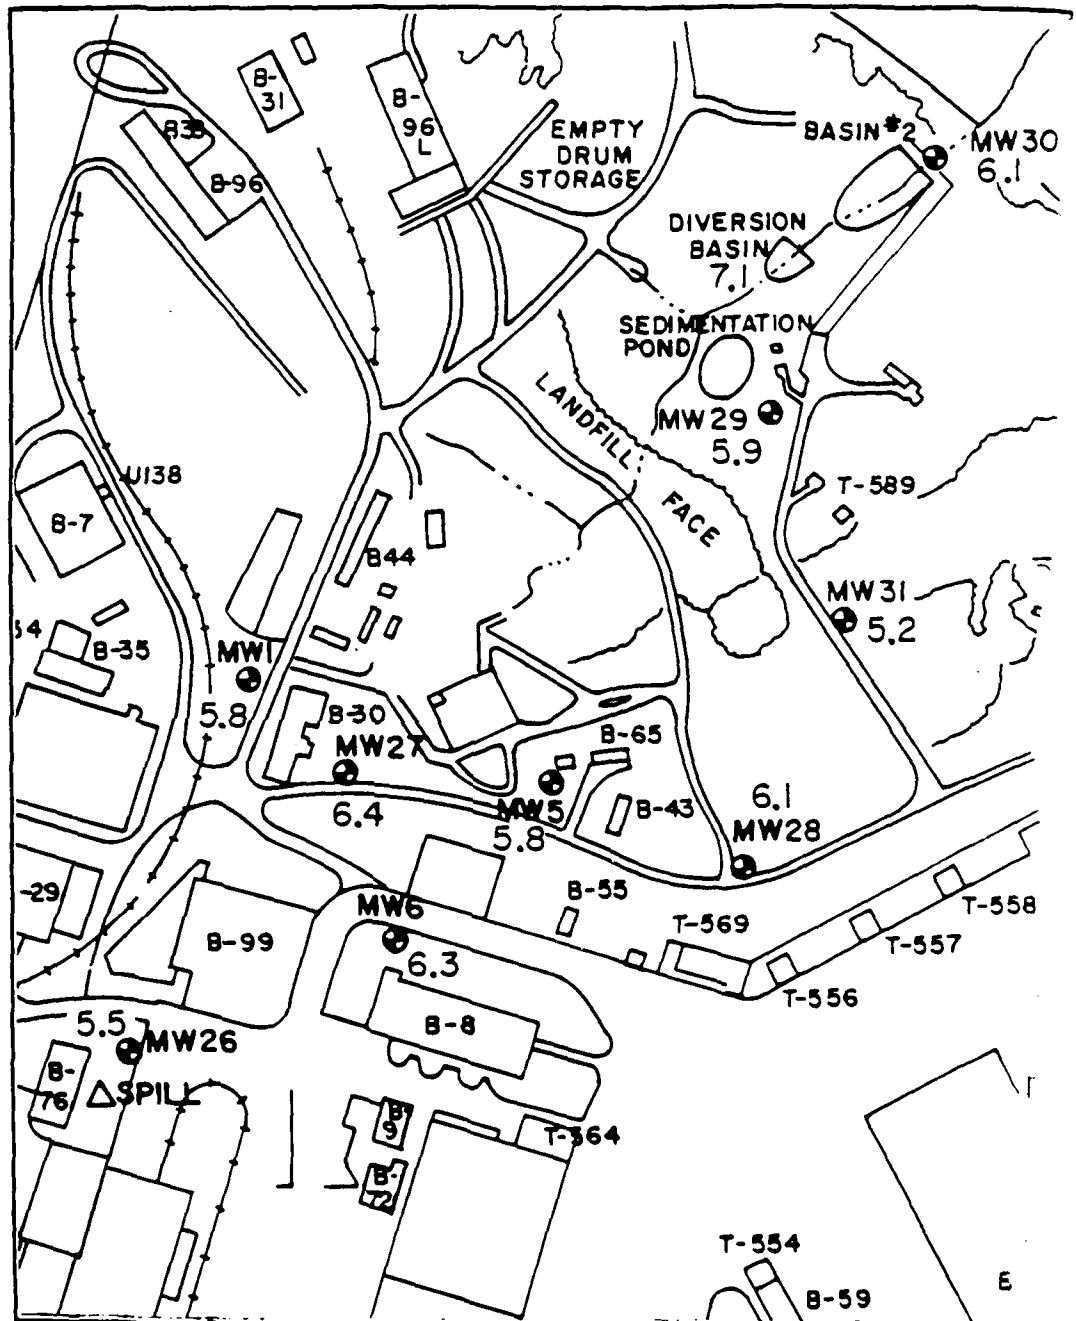 B-
31
B-
96
L
EMPTY
DRUM
STORAGE
BASIN #2
MW30
6.1
B-96
DIVERSION
BASIN
7.1
SEDIMENTATION
POND
LANDFILL
FACE
MW29
5.9
U138
T-589
B-7
B44
MW31
5.2
34
B-35
MW1
5.8
B-30
MW27
6.4
B-65
MW5
5.8
B-43
6.1
MW28
-29
B-55
T-558
MW6
6.3
T-569
T-557
B-99
T-556
5.5
MW26
B-8
B-
76
SPILL
B-
9
T-564
B-
72
T-554
B-59
E